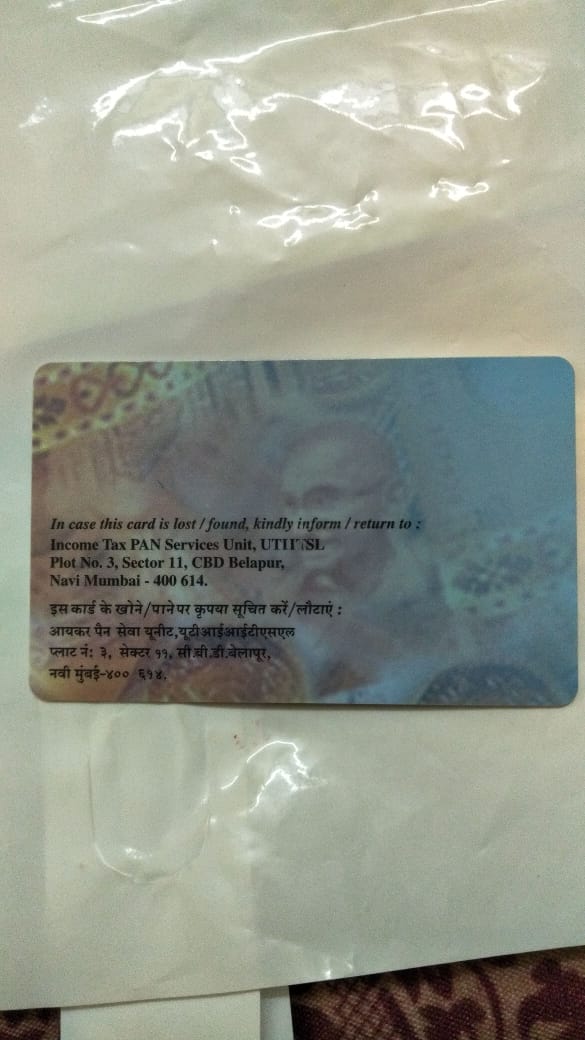 In case this card is lost / found, kindly inform / return to :
Income Tax PAN Services Unit, UTIITSL
Plot No. 3, Sector 11, CBD Belapur,
Navi Mumbai - 400 614.
इस कार्ड के खोने/पाने पर कृपया सूचित करें/लौटाएं :
आयकर पैन सेवा यूनीट,यूटीआईआईटीएसएल
प्लाट नं: ३, सेक्टर ११, सी.बी.डी.बेलापूर,
नवी मुंबई-४०० ६१४.